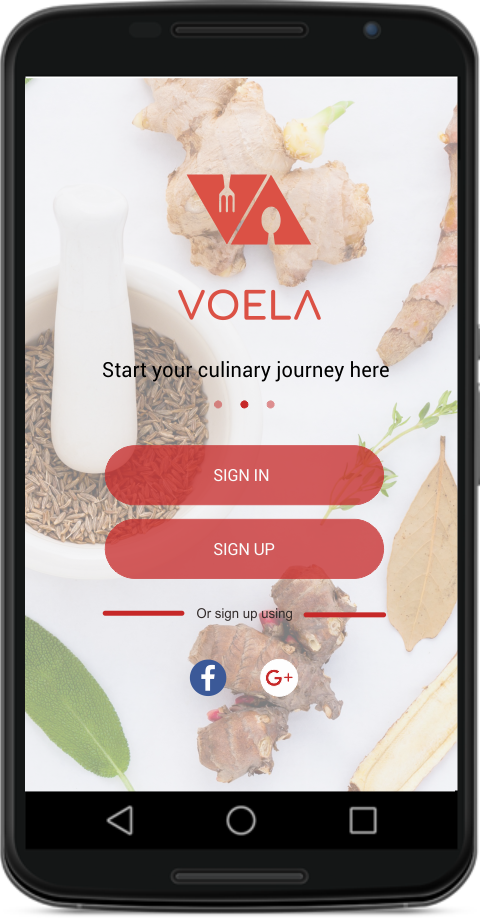 VOELA
Start your culinary journey here
SIGN IN
SIGN UP
Or sign up using
f
G+